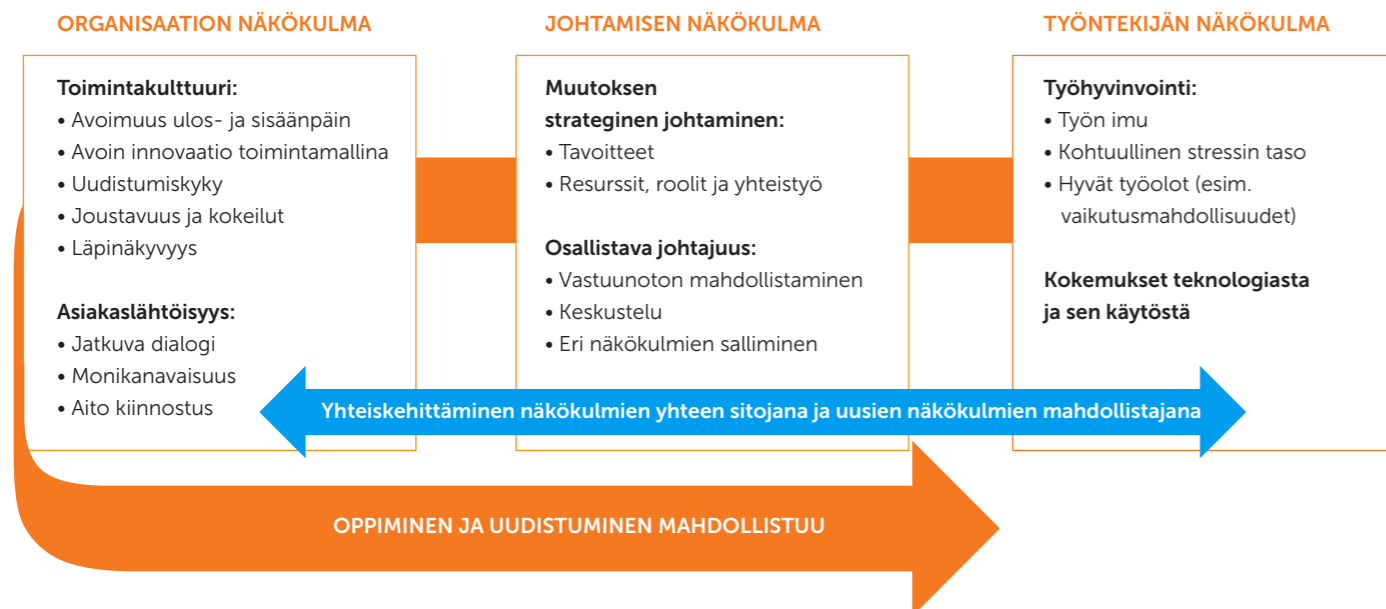 ORGANISAATION NÄKÖKULMA
Toimintakulttuuri:
• Avoimuus ulos- ja sisäänpäin
• Avoin innovaatio toimintamallina
• Uudistumiskyky
• Joustavuus ja kokeilut
• Läpinäkyvyys
Asiakaslähtöisyys:
• Jatkuva dialogi
• Monikanavaisuus
• Aito kiinnostus
JOHTAMISEN NÄKÖKULMA
Muutoksen
strateginen johtaminen:
• Tavoitteet
• Resurssit, roolit ja yhteistyö
Osallistava johtajuus:
• Vastuunoton mahdollistaminen
• Keskustelu
• Eri näkökulmien salliminen
TYÖNTEKIJÄN NÄKÖKULMA
Työhyvinvointi:
• Työn imu
• Kohtuullinen stressin taso
• Hyvät työolot (esim.
vaikutusmahdollisuudet)
Kokemukset teknologiasta
ja sen käytöstä
Yhteiskehittäminen näkökulmien yhteen sitojana ja uusien näkökulmien mahdollistajana
OPPIMINEN JA UUDISTUMINEN MAHDOLLISTUU